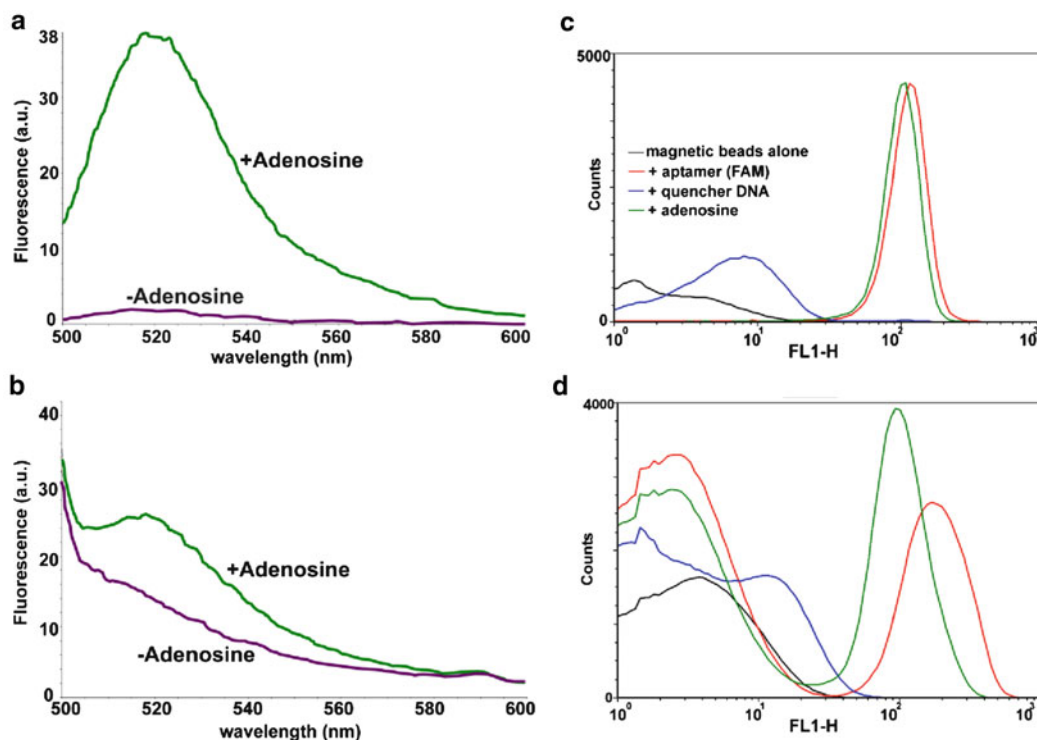 a
38
30
20
10
0
Fluorescence (a.u.)
+Adenosine
-Adenosine
500
520
540
560
580
600
wavelength (nm)
b
40
30
20
10
0
Fluorescence (a.u.)
+Adenosine
-Adenosine
500
520
540
560
580
600
wavelength (nm)
c
5000
0
Counts
magnetic beads alone
+ aptamer (FAM)
+ quencher DNA
+ adenosine
10⁰
10¹
10²
FL1-H
d
4000
0
Counts
10⁰
10¹
10²
FL1-H